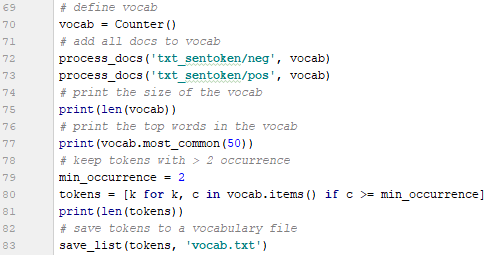 69 # define vocab
70 vocab = Counter()
71 # add all docs to vocab
72 process_docs('txt_sentoken/neg', vocab)
73 process_docs('txt_sentoken/pos', vocab)
74 # print the size of the vocab
75 print(len(vocab))
76 # print the top words in the vocab
77 print(vocab.most_common(50))
78 # keep tokens with > 2 occurrence
79 min_occurrence = 2
80 tokens = [k for k, c in vocab.items() if c >= min_occurrence]
81 print(len(tokens))
82 # save tokens to a vocabulary file
83 save_list(tokens, 'vocab.txt')